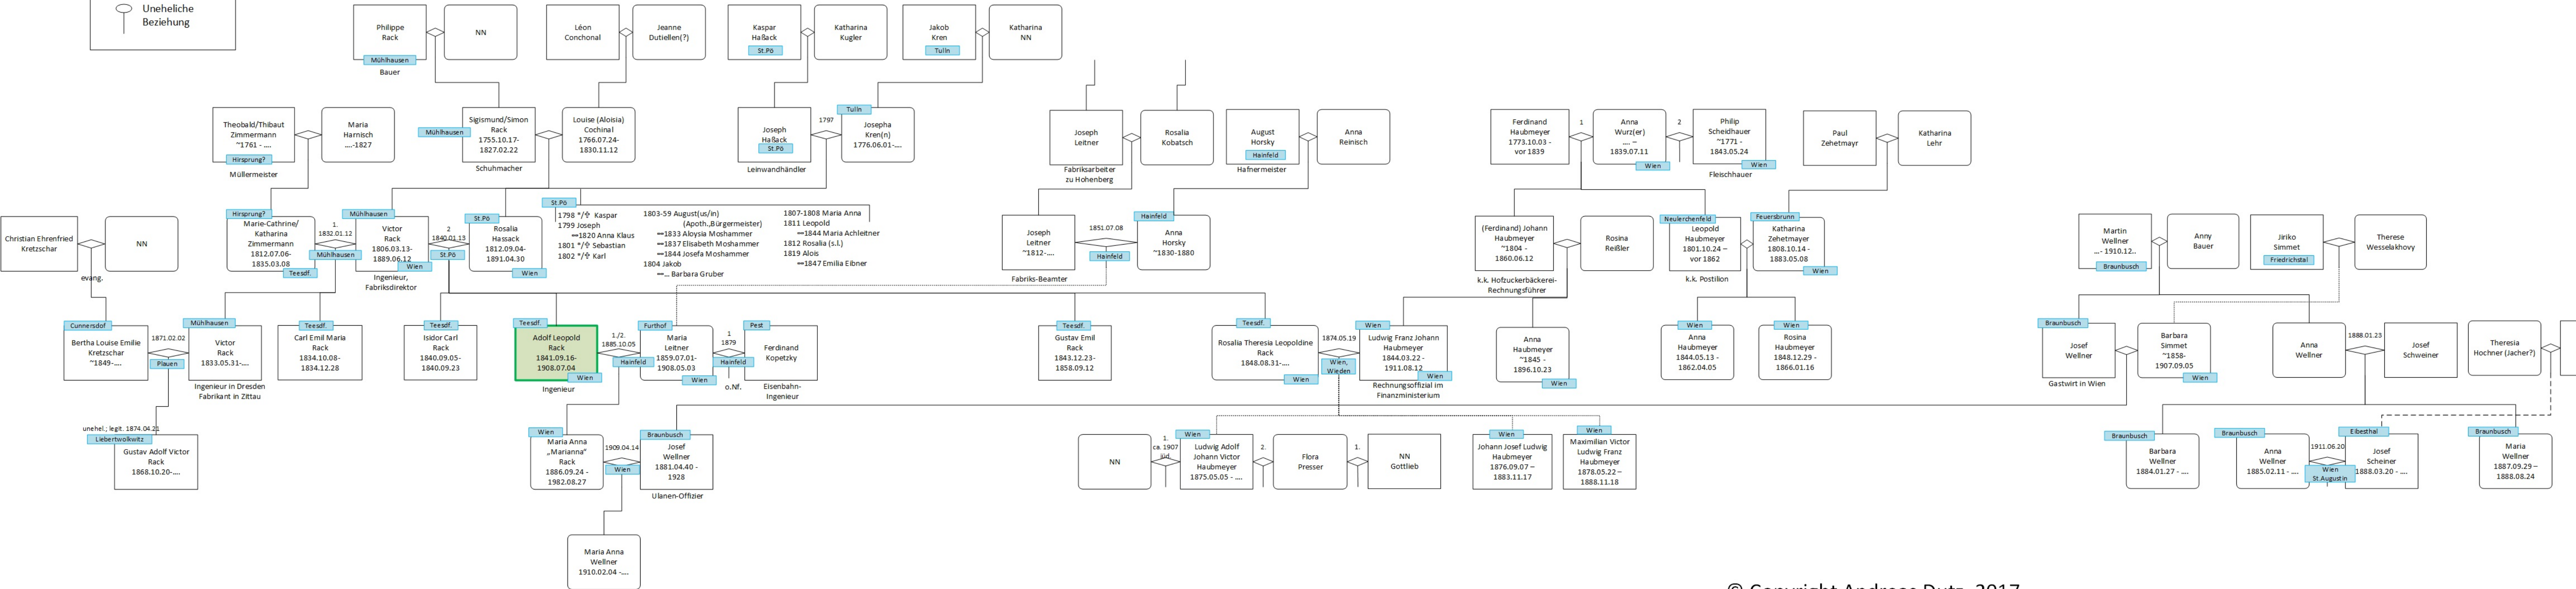 Uneheliche
Beziehung
Philippe
Rack
Mühlhausen
Bauer
NN
Léon
Conchonal
Jeanne
Dutiellen(?)
Kaspar
Haßack
St.Pö
Katharina
Kugler
Jakob
Kren
Tulln
Katharina
NN
Theobald/Thibaut
Zimmermann
~1761 - ....
Hirsprung?
Müllermeister
Maria
Harnisch
....-1827
Mühlhausen
Sigismund/Simon
Rack
1755.10.17-
1827.02.22
Schuhmacher
Louise (Aloisia)
Cochinal
1766.07.24-
1830.11.12
Joseph
Haßack
St.Pö
Leinwandhändler
1797
Tulln
Josepha
Kren(n)
1776.06.01-....
Joseph
Leitner
Fabriksarbeiter
zu Hohenberg
Rosalia
Kobatsch
August
Horsky
Hainfeld
Hafnermeister
Anna
Reinisch
Ferdinand
Haubmeyer
1773.10.03 -
vor 1839
1
Anna
Wurz(er)
.... –
1839.07.11
Wien
2
Philip
Scheidhauer
~1771 -
1843.05.24
Wien
Fleischhauer
Paul
Zehetmayr
Katharina
Lehr
Christian Ehrenfried
Kretzschar
evang.
NN
Hirsprung?
Marie-Cathrine/
Katharina
Zimmermann
1812.07.06-
1835.03.08
Teesdf.
1.
1832.01.12
Mühlhausen
Mühlhausen
Victor
Rack
1806.03.13-
1889.06.12
Wien
Ingenieur,
Fabriksdirektor
2
1840.01.13
St.Pö
St.Pö
Rosalia
Hassack
1812.09.04-
1891.04.30
Wien
St.Pö
1798 */✞ Kaspar
1799 Joseph
⚭1820 Anna Klaus
1801 */✞ Sebastian
1802 */✞ Karl
1803-59 August(us/in)
(Apoth.,Bürgermeister)
⚭1833 Aloysia Moshammer
⚭1837 Elisabeth Moshammer
⚭1844 Josefa Moshammer
1804 Jakob
⚭... Barbara Gruber
1807-1808 Maria Anna
1811 Leopold
⚭1844 Maria Achleitner
1812 Rosalia (s.l.)
1819 Alois
⚭1847 Emilia Eibner
Joseph
Leitner
~1812-....
Fabriks-Beamter
1851.07.08
Hainfeld
Hainfeld
Anna
Horsky
~1830-1880
(Ferdinand) Johann
Haubmeyer
~1804 -
1860.06.12
k.k. Hofzuckerbäckerei-
Rechnungsführer
Rosina
Reißler
Neulerchenfeld
Leopold
Haubmeyer
1801.10.24 –
vor 1862
k.k. Postilion
Feuersbrunn
Katharina
Zehetmayer
1808.10.14 -
1883.05.08
Wien
Martin
Wellner
...- 1910.12..
Braunbusch
Anny
Bauer
Jiriko
Simmet
Friedrichstal
Therese
Wesselakhovy
Cunnersdof
Bertha Louise Emilie
Kretzschar
~1849-....
1871.02.02
Plauen
Mühlhausen
Victor
Rack
1833.05.31-....
Ingenieur in Dresden
Fabrikant in Zittau
Teesdf.
Carl Emil Maria
Rack
1834.10.08-
1834.12.28
Teesdf.
Isidor Carl
Rack
1840.09.05-
1840.09.23
Teesdf.
Adolf Leopold
Rack
1841.09.16-
1908.07.04
Wien
Ingenieur
1./2.
1885.10.05
Hainfeld
Furthof
Maria
Leitner
1859.07.01-
1908.05.03
Wien
1
1879
Hainfeld
o.Nf.
Pest
Ferdinand
Kopetzky
Eisenbahn-
Ingenieur
Teesdf.
Gustav Emil
Rack
1843.12.23-
1858.09.12
Teesdf.
Rosalia Theresia Leopoldine
Rack
1848.08.31-....
Wien
1874.05.19
Wien,
Wieden
Wien
Ludwig Franz Johann
Haubmeyer
1844.03.22 -
1911.08.12
Wien
Rechnungsoffizial im
Finanzministerium
Anna
Haubmeyer
~1845 -
1896.10.23
Wien
Wien
Anna
Haubmeyer
1844.05.13 -
1862.04.05
Wien
Rosina
Haubmeyer
1848.12.29 -
1866.01.16
Braunbusch
Josef
Wellner
Gastwirt in Wien
Barbara
Simmet
~1858-
1907.09.05
Wien
Anna
Wellner
1888.01.23
Josef
Schweiner
Theresia
Hochner (Jacher?)
unehel.; legit. 1874.04.21
Liebertwolkwitz
Gustav Adolf Victor
Rack
1868.10.20-....
Wien
Maria Anna
„Marianna“
Rack
1886.09.24 -
1982.08.27
1909.04.14
Wien
Braunbusch
Josef
Wellner
1881.04.40 -
1928
Ulanen-Offizier
NN
1.
ca. 1907
jüd.
Wien
Ludwig Adolf
Johann Victor
Haubmeyer
1875.05.05 - ....
2.
Flora
Presser
1.
NN
Gottlieb
Wien
Johann Josef Ludwig
Haubmeyer
1876.09.07 –
1883.11.17
Wien
Maximilian Victor
Ludwig Franz
Haubmeyer
1878.05.22 –
1888.11.18
Braunbusch
Barbara
Wellner
1884.01.27 - ....
Braunbusch
Anna
Wellner
1885.02.11 - ....
1911.06.20
Wien
St.Augustin
Eibesthal
Josef
Scheiner
1888.03.20 - ....
Braunbusch
Maria
Wellner
1887.09.29 –
1888.08.24
Maria Anna
Wellner
1910.02.04 -....
© Copyright Andreas Dutz, 2017